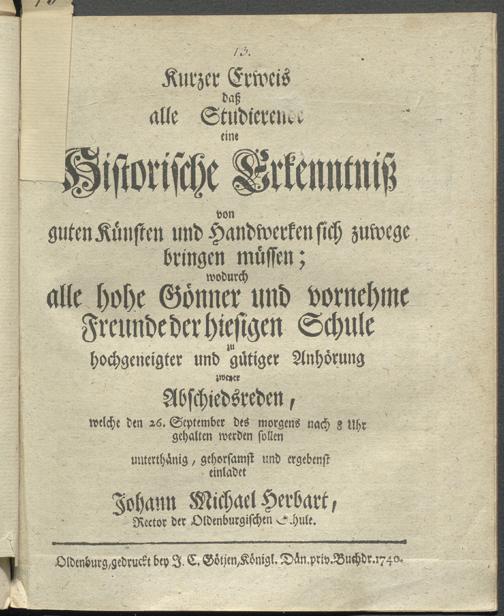 13.
Kurzer Erweis
daß
alle Studierende
eine
Historische Erkenntniß
von
guten Künsten und Handwerken sich zuwege
bringen müssen;
wodurch
alle hohe Gönner und vornehme
Freunde der hiesigen Schule
zu
hochgeneigter und gütiger Anhörung
zweyer
Abschiedsreden,
welche den 26. September des morgens nach 8 Uhr
gehalten werden sollen
unterthänig, gehorsamst und ergebenst
einladet
Johann Michael Herbart,
Rector der Oldenburgischen Schule.
Oldenburg, gedruckt bey J. C. Götjen, Königl. Dän. priv. Buchdr. 1740.